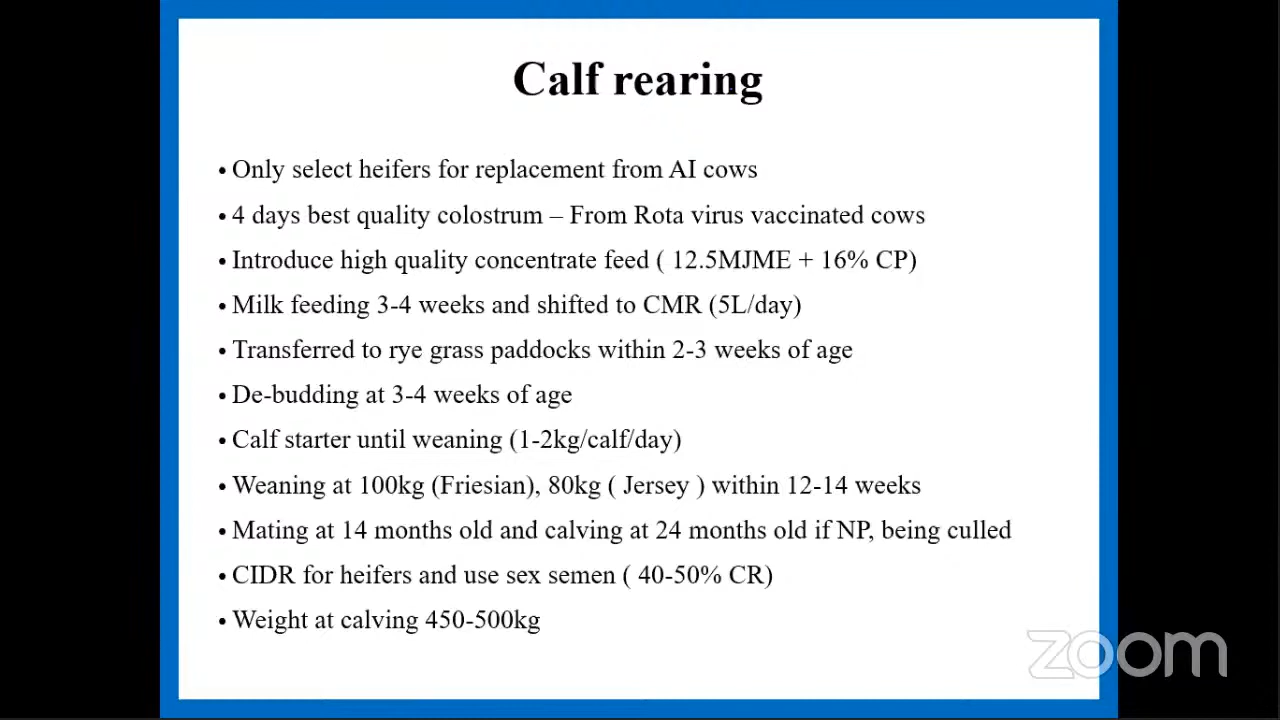 Calf rearing
• Only select heifers for replacement from AI cows
• 4 days best quality colostrum – From Rota virus vaccinated cows
• Introduce high quality concentrate feed ( 12.5MJME + 16% CP)
• Milk feeding 3-4 weeks and shifted to CMR (5L/day)
• Transferred to rye grass paddocks within 2-3 weeks of age
• De-budding at 3-4 weeks of age
• Calf starter until weaning (1-2kg/calf/day)
• Weaning at 100kg (Friesian), 80kg ( Jersey ) within 12-14 weeks
• Mating at 14 months old and calving at 24 months old if NP, being culled
• CIDR for heifers and use sex semen ( 40-50% CR)
• Weight at calving 450-500kg
zoom